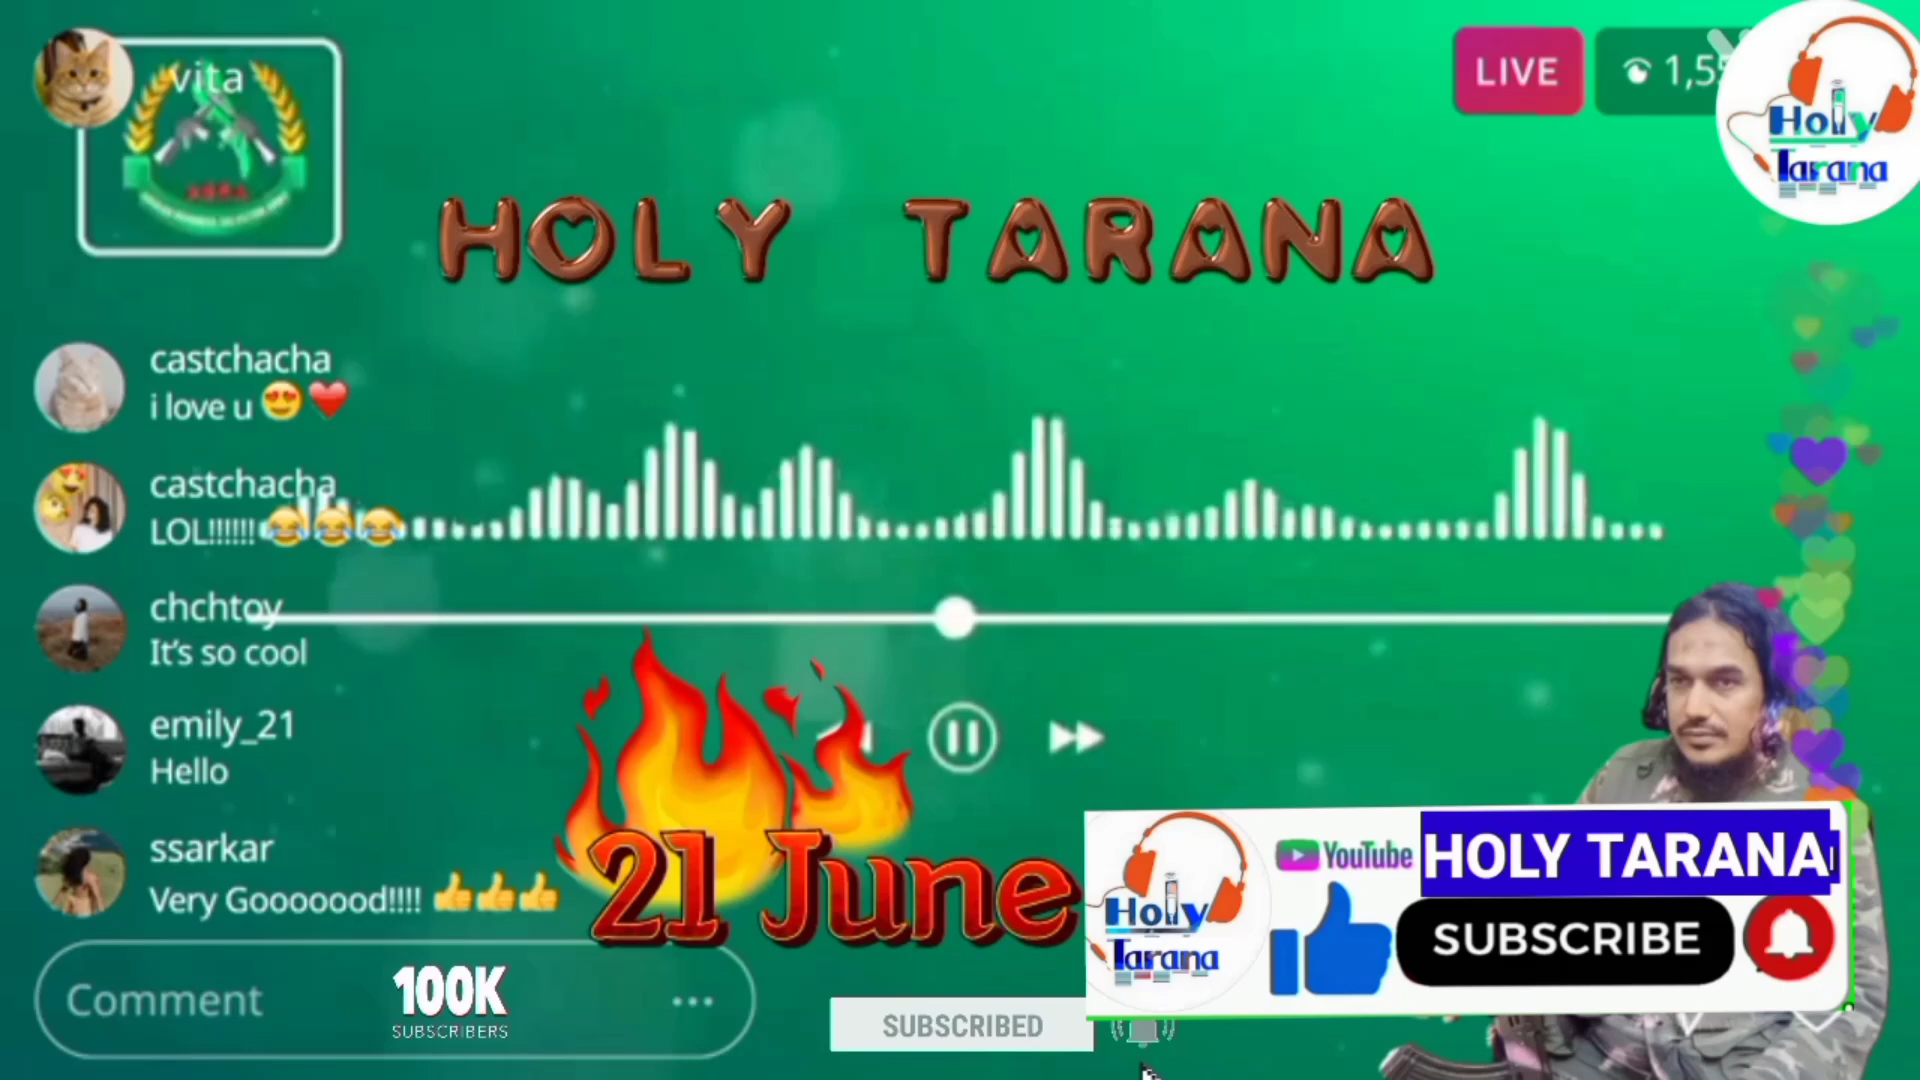 vita
LIVE
1,5
Holy
Tarana
HOLY TARANA
castchacha
i love u 😍❤️
castchacha
LOL!!!!!! 😂😂😂
chchtoy
It's so cool
emily_21
Hello
ssarkar
Very Gooooood!!!! 👍👍👍
21 June
Holy
Tarana
YouTube
HOLY TARANA
SUBSCRIBE
Comment
100K
SUBSCRIBERS
...
SUBSCRIBED